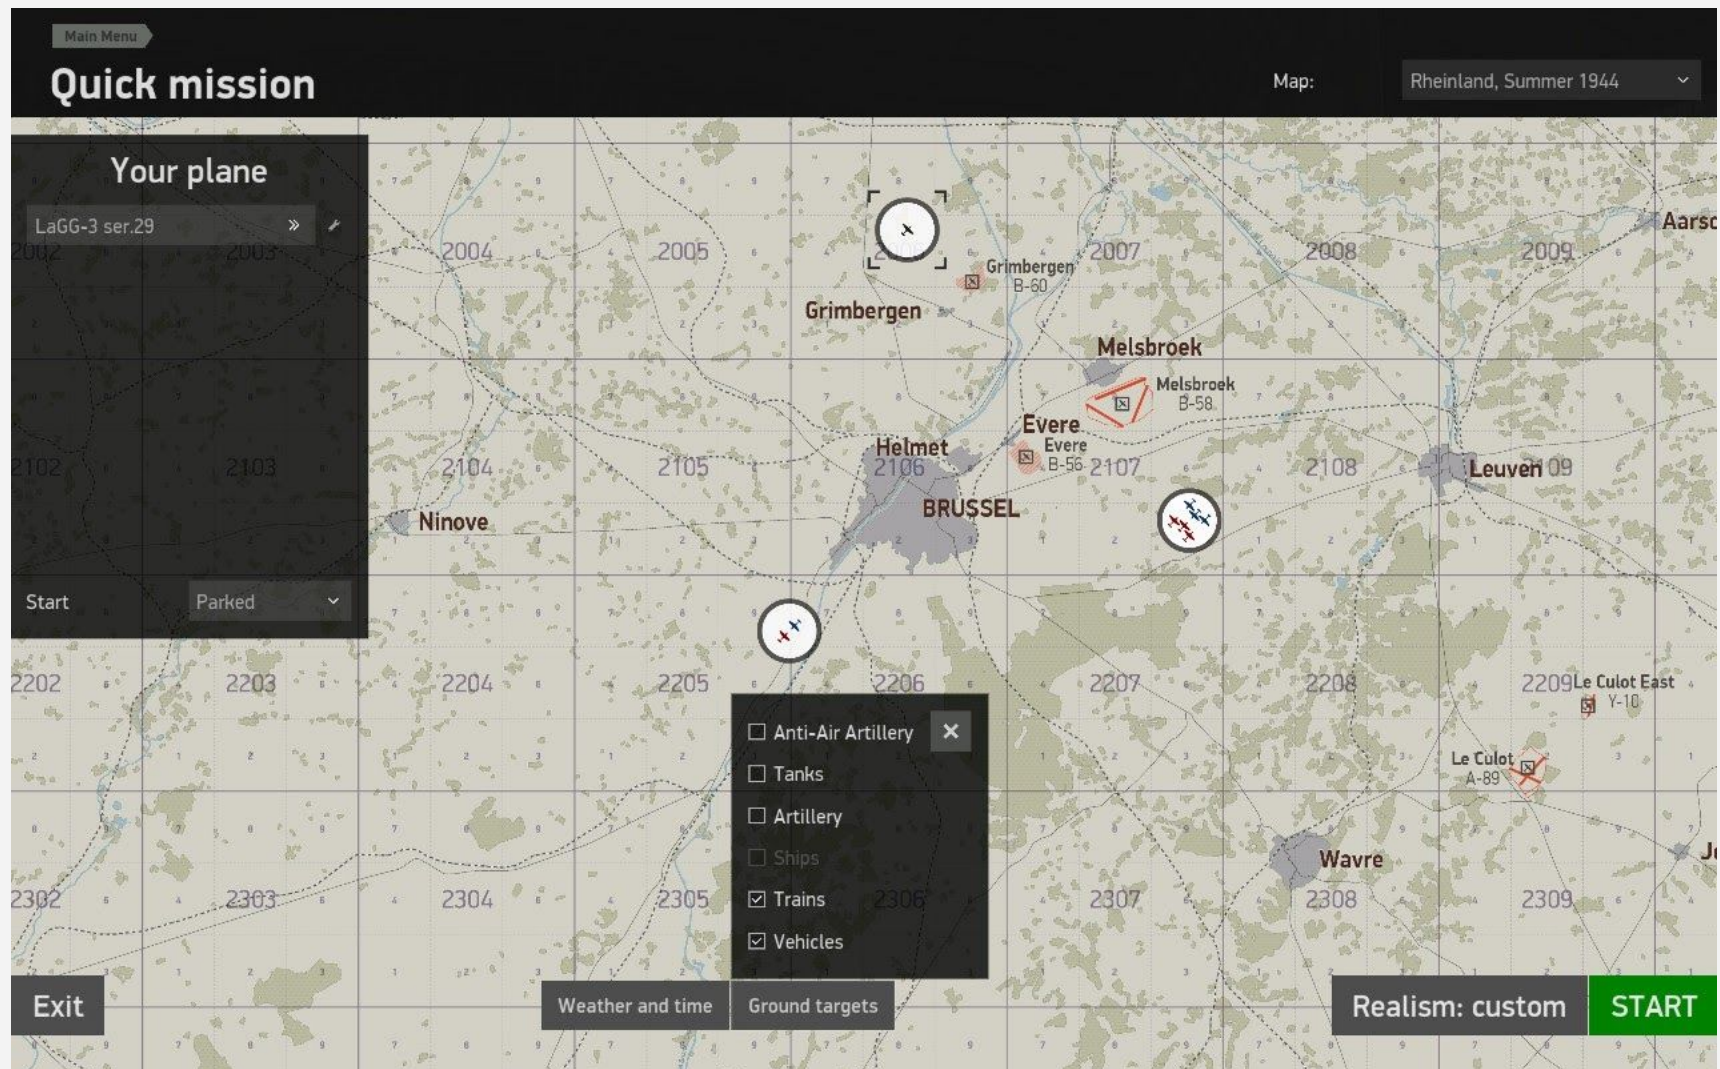 Main Menu
Quick mission
Map:
Rheinland, Summer 1944
Your plane
LaGG-3 ser.29
2002
2003
2004
2005
2006
2007
2008
2009
Aarsc
Grimbergen
B-60
Grimbergen
Melsbroek
Melsbroek
B-58
Evere
Evere
B-56
Helmet
2102
2103
2104
2105
2106
2107
2108
2109
Leuven
BRUSSEL
Ninove
Start
Parked
2202
2203
2204
2205
2206
2207
2208
2209
Le Culot East
Y-10
Le Culot
A-89
Anti-Air Artillery
Tanks
Artillery
Ships
Trains
Vehicles
Wavre
2302
2303
2304
2305
2306
2307
2308
2309
Exit
Weather and time
Ground targets
Realism: custom
START